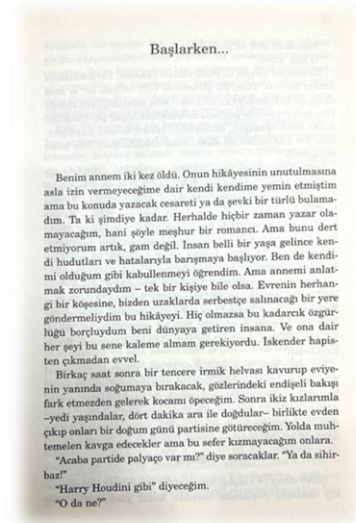 Başlarken...
Benim annem iki kez öldü. Onun hikâyesinin unutulmasına
asla izin vermeyeceğime dair kendi kendime yemin etmiştim
ama bu konuda yazacak cesareti ya da şevki bir türlü bulama-
dım. Ta ki şimdiye kadar. Herhalde hiçbir zaman yazar ola-
mayacağım, hani şöyle meşhur bir romancı. Ama bunu dert
etmiyorum artık, gam değil. İnsan belli bir yaşa gelince ken-
di hudutları ve hatalarıyla barışmaya başlıyor. Ben de kendi-
mi olduğum gibi kabullenmeyi öğrendim. Ama annemi anlat-
mak zorundaydım – tek bir kişiye bile olsa. Evrenin herhan-
gi bir köşesine, bizden uzaklarda serbestçe salınacağı bir yere
göndermeliydim bu hikâyeyi. Hiç olmazsa bu kadarcık özgür-
lüğü borçluydum beni dünyaya getiren insana. Ve ona dair
her şeyi bu sene kaleme almam gerekiyordu. İskender hapis-
ten çıkmadan evvel.
Birkaç saat sonra bir tencere irmik helvası kavurup eviye-
nin yanında soğumaya bırakacak, gözlerindeki endişeli bakışı
fark etmezden gelerek kocamı öpeceğim. Sonra ikiz kızlarımla
–yedi yaşındalar, dört dakika ara ile doğdular– birlikte evden
çıkıp onları bir doğum günü partisine götüreceğim. Yolda muh-
temelen kavga edecekler ama bu sefer kızmayacağım onlara.
"Acaba partide palyaço var mı?" diye soracaklar. "Ya da sihir-
baz!"
"Harry Houdini gibi" diyeceğim.
"O da ne?"